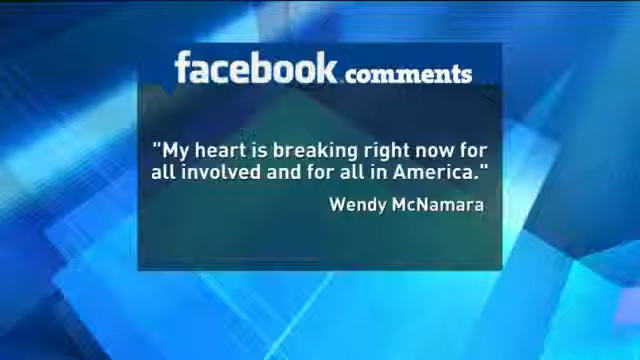 facebook comments
"My heart is breaking right now for
all involved and for all in America."
Wendy McNamara